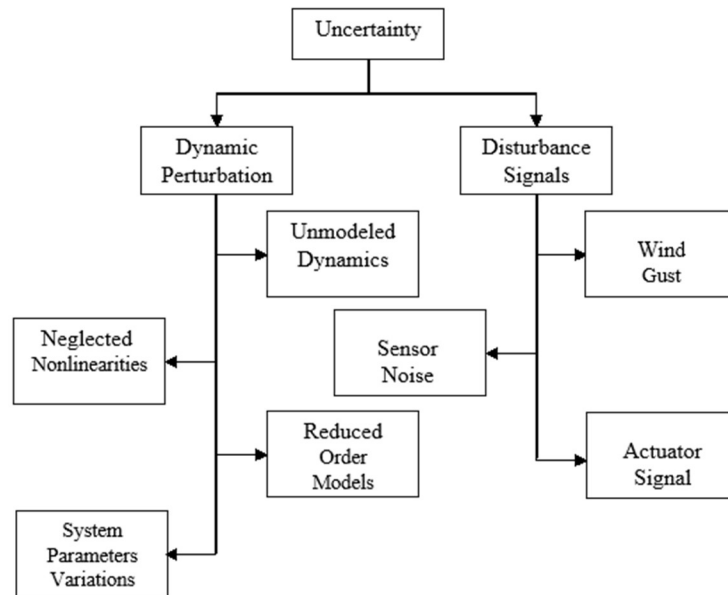 Uncertainty
Dynamic
Perturbation
Disturbance
Signals
Unmodeled
Dynamics
Wind
Gust
Neglected
Nonlinearities
Sensor
Noise
Reduced
Order
Models
Actuator
Signal
System
Parameters
Variations